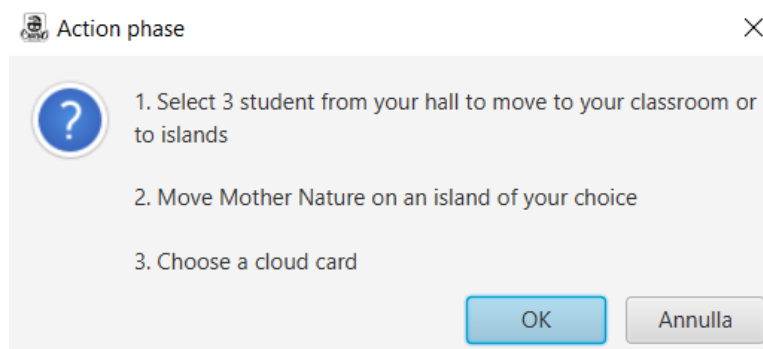 Action phase
1. Select 3 student from your hall to move to your classroom or
to islands
2. Move Mother Nature on an island of your choice
3. Choose a cloud card
OK
Annulla